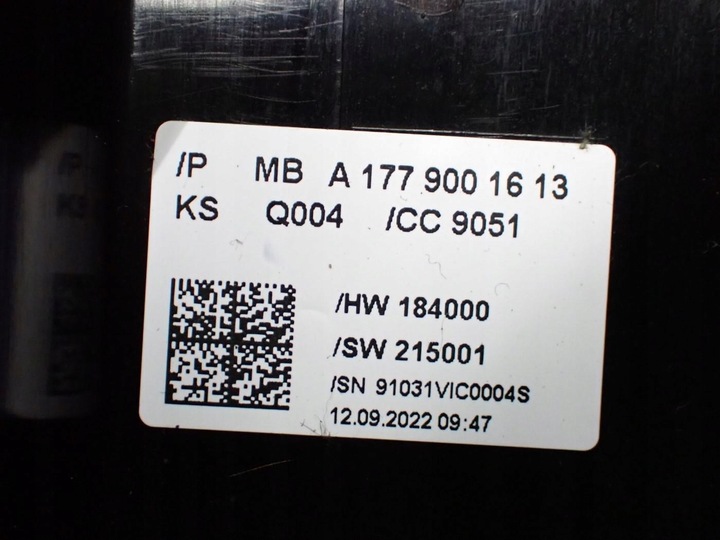 /P MB A 177 900 16 13
KS Q004 /CC 9051
/HW 184000
/SW 215001
/SN 91031VIC0004S
12.09.2022 09:47